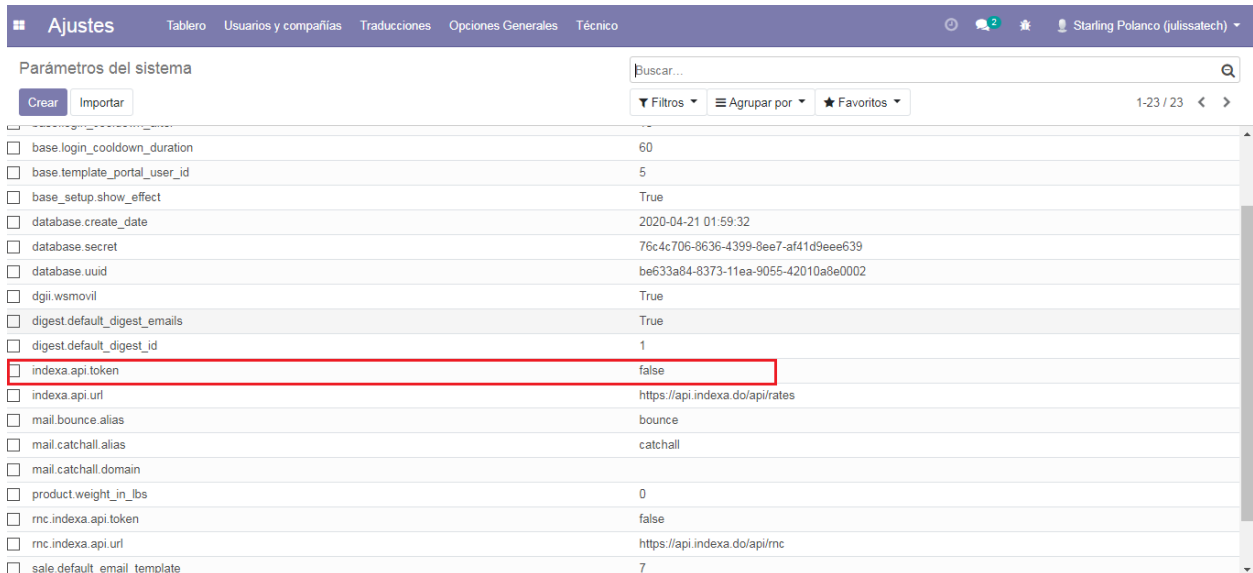 Ajustes Tablero Usuarios y compañías Traducciones Opciones Generales Técnico 2 Starling Polanco (julissatech)
Parámetros del sistema Buscar...
Crear Importar Filtros Agrupar por Favoritos 1-23 / 23
base.login_cooldown_duration 60
base.template_portal_user_id 5
base_setup.show_effect True
database.create_date 2020-04-21 01:59:32
database.secret 76c4c706-8636-4399-8ee7-af41d9eee639
database.uuid be633a84-8373-11ea-9055-42010a8e0002
dgii.wsmovil True
digest.default_digest_emails True
digest.default_digest_id 1
indexa.api.token false
indexa.api.url https://api.indexa.do/api/rates
mail.bounce.alias bounce
mail.catchall.alias catchall
mail.catchall.domain
product.weight_in_lbs 0
rnc.indexa.api.token false
rnc.indexa.api.url https://api.indexa.do/api/rnc
sale.default_email_template 7